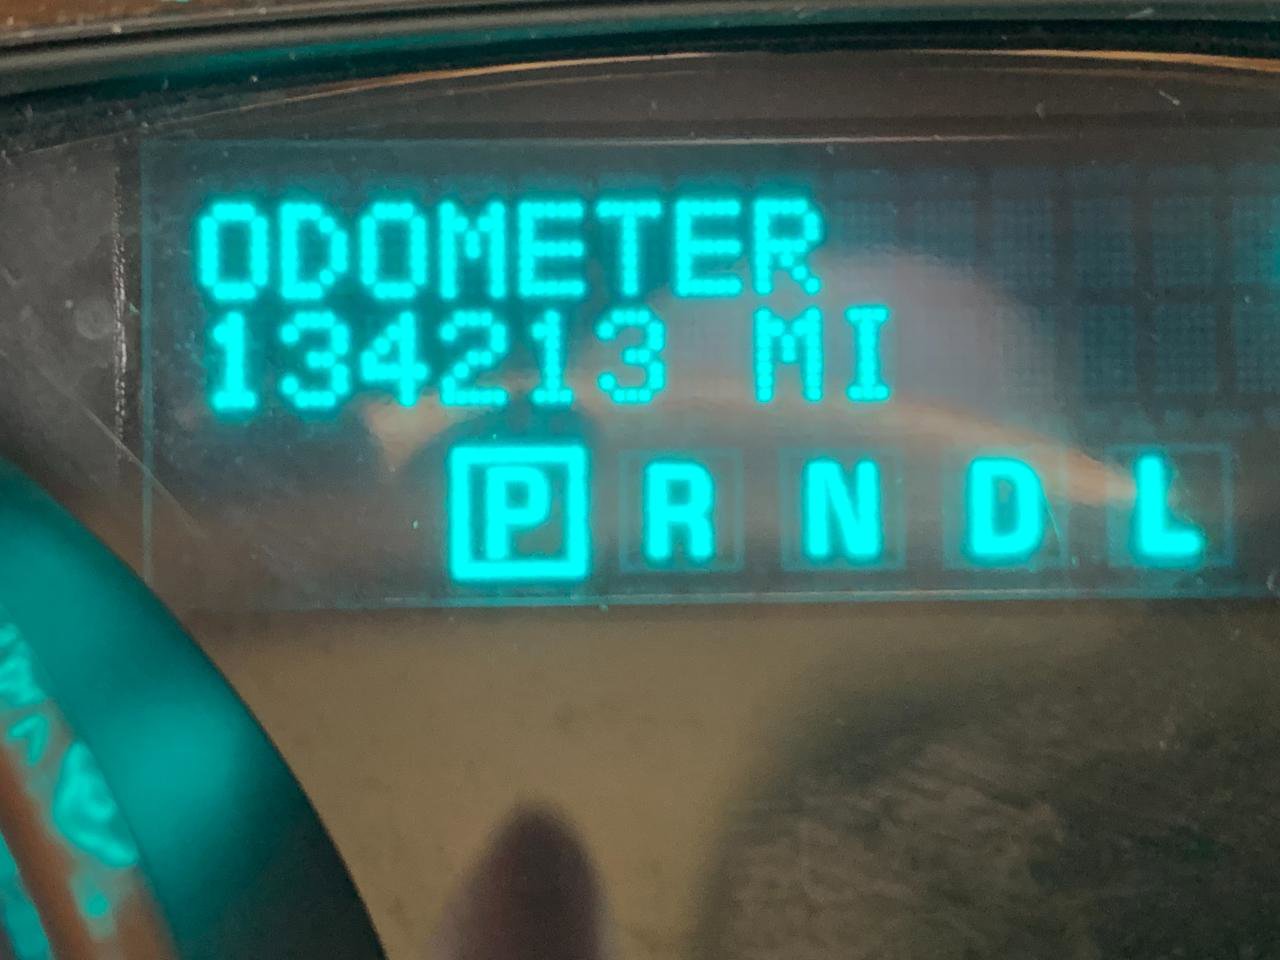 ODOMETER
134213 MI
P R N D L